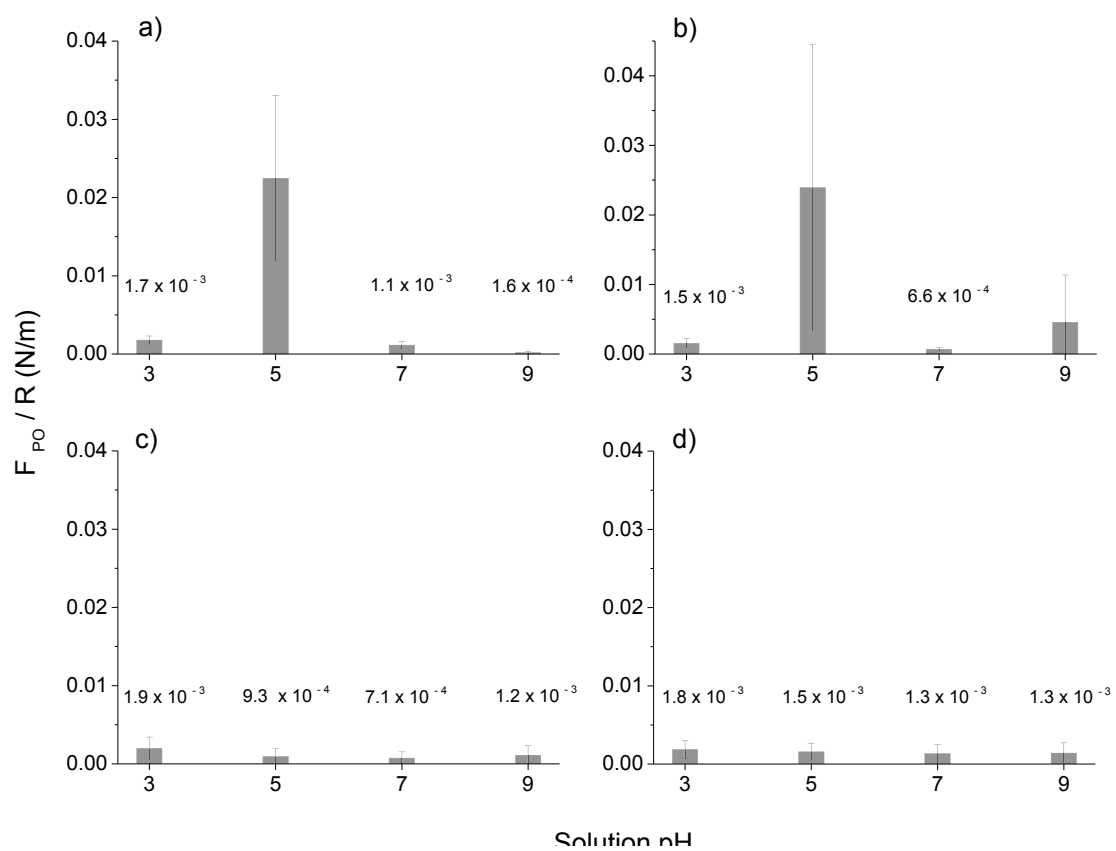 a)
0.04
0.03
0.02
0.01
0.00
1.7 x 10 -3
1.1 x 10 -3
1.6 x 10 -4
3 5 7 9
b)
0.04
0.03
0.02
0.01
0.00
1.5 x 10 -3
6.6 x 10 -4
3 5 7 9
F PO / R (N/m)
c)
0.04
0.03
0.02
0.01
0.00
1.9 x 10 -3
9.3 x 10 -4
7.1 x 10 -4
1.2 x 10 -3
3 5 7 9
d)
0.04
0.03
0.02
0.01
0.00
1.8 x 10 -3
1.5 x 10 -3
1.3 x 10 -3
1.3 x 10 -3
3 5 7 9
Solution pH